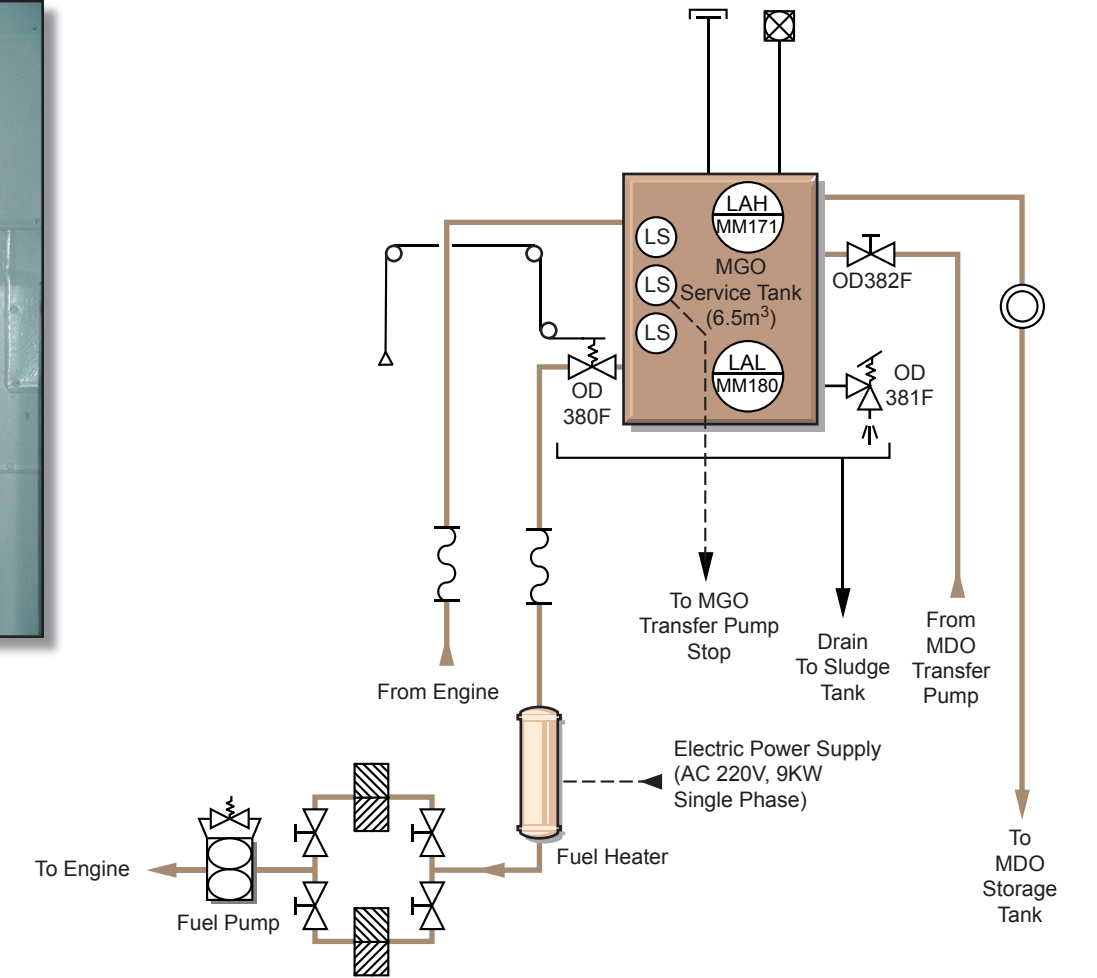 LAH
MM171
LS
MGO
Service Tank
(6.5m³)
LS
LS
LAL
MM180
OD382F
OD
380F
OD
381F
To MGO
Transfer Pump
Stop
Drain
To Sludge
Tank
From
MDO
Transfer
Pump
From Engine
Electric Power Supply
(AC 220V, 9KW
Single Phase)
Fuel Heater
To Engine
Fuel Pump
To
MDO
Storage
Tank